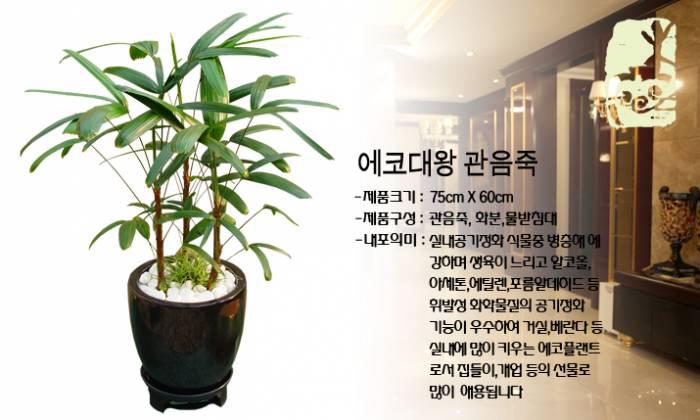 에코대왕 관음죽
-제품크기 : 75cm X 60cm
-제품구성 : 관음죽, 화분,물받침대
-내포의미 : 실내공기정화 식물중 병충해 에
강하며 생육이 느리고 알코올,
아세톤,에틸렌,포름알데이드 등
휘발성 화학물질의 공기정화
기능이 우수하여 거실,베란다 등,
실내에 많이 키우는 에코플랜트
로서 집들이,개업 등의 선물로
많이 애용됩니다